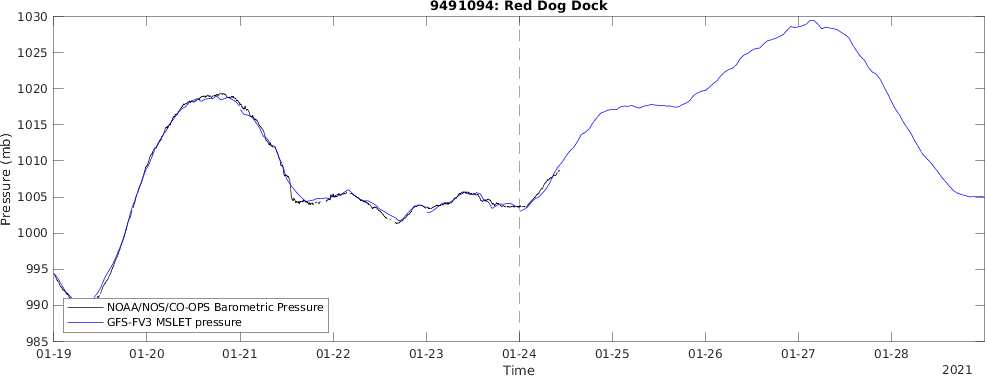 9491094: Red Dog Dock
Pressure (mb)
1030
1025
1020
1015
1010
1005
1000
995
990
985
NOAA/NOS/CO-OPS Barometric Pressure
GFS-FV3 MSLET pressure
01-19 01-20 01-21 01-22 01-23 01-24 01-25 01-26 01-27 01-28
Time
2021